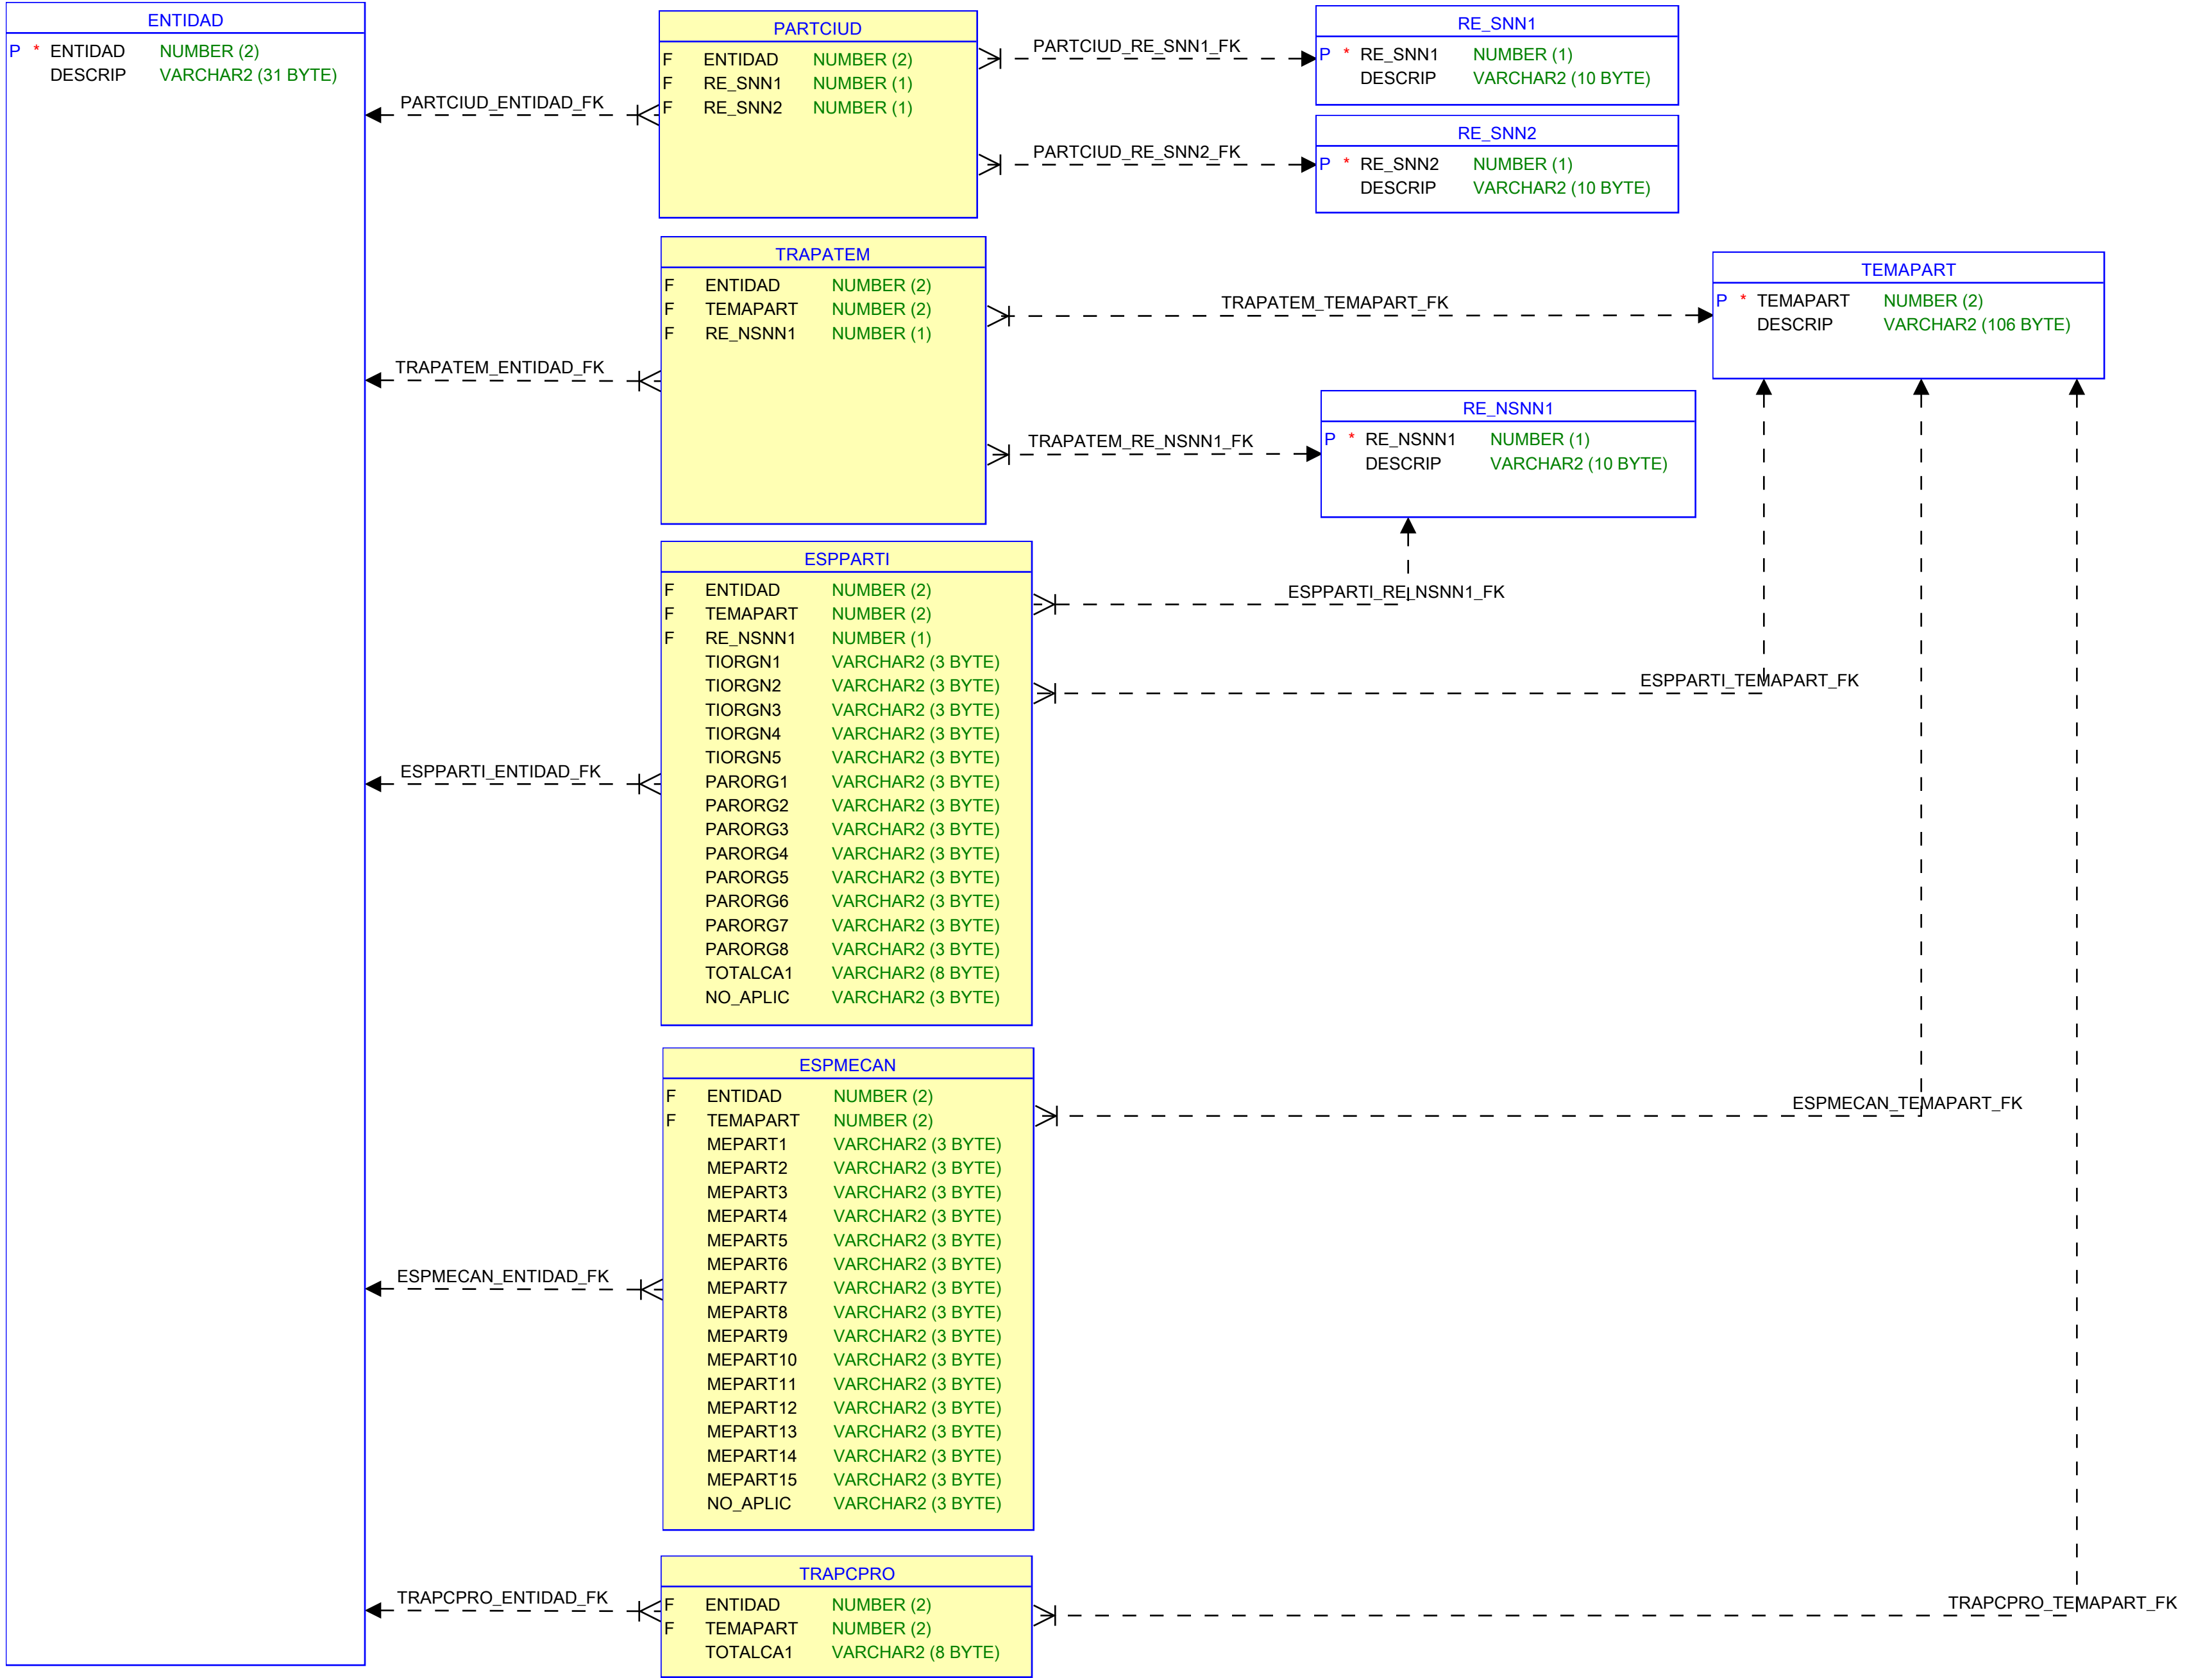 ENTIDAD
P * ENTIDAD NUMBER (2)
DESCRIP VARCHAR2 (31 BYTE)
PARTCIUD_ENTIDAD_FK
PARTCIUD
F ENTIDAD NUMBER (2)
F RE_SNN1 NUMBER (1)
F RE_SNN2 NUMBER (1)
PARTCIUD_RE_SNN1_FK
RE_SNN1
P * RE_SNN1 NUMBER (1)
DESCRIP VARCHAR2 (10 BYTE)
PARTCIUD_RE_SNN2_FK
RE_SNN2
P * RE_SNN2 NUMBER (1)
DESCRIP VARCHAR2 (10 BYTE)
TRAPATEM_ENTIDAD_FK
TRAPATEM
F ENTIDAD NUMBER (2)
F TEMAPART NUMBER (2)
F RE_NSNN1 NUMBER (1)
TRAPATEM_TEMAPART_FK
TEMAPART
P * TEMAPART NUMBER (2)
DESCRIP VARCHAR2 (106 BYTE)
TRAPATEM_RE_NSNN1_FK
RE_NSNN1
P * RE_NSNN1 NUMBER (1)
DESCRIP VARCHAR2 (10 BYTE)
ESPPARTI_ENTIDAD_FK
ESPPARTI
F ENTIDAD NUMBER (2)
F TEMAPART NUMBER (2)
F RE_NSNN1 NUMBER (1)
TIORGN1 VARCHAR2 (3 BYTE)
TIORGN2 VARCHAR2 (3 BYTE)
TIORGN3 VARCHAR2 (3 BYTE)
TIORGN4 VARCHAR2 (3 BYTE)
TIORGN5 VARCHAR2 (3 BYTE)
PARORG1 VARCHAR2 (3 BYTE)
PARORG2 VARCHAR2 (3 BYTE)
PARORG3 VARCHAR2 (3 BYTE)
PARORG4 VARCHAR2 (3 BYTE)
PARORG5 VARCHAR2 (3 BYTE)
PARORG6 VARCHAR2 (3 BYTE)
PARORG7 VARCHAR2 (3 BYTE)
PARORG8 VARCHAR2 (3 BYTE)
TOTALCA1 VARCHAR2 (8 BYTE)
NO_APLIC VARCHAR2 (3 BYTE)
ESPPARTI_RE_NSNN1_FK
ESPPARTI_TEMAPART_FK
ESPMECAN_ENTIDAD_FK
ESPMECAN
F ENTIDAD NUMBER (2)
F TEMAPART NUMBER (2)
MEPART1 VARCHAR2 (3 BYTE)
MEPART2 VARCHAR2 (3 BYTE)
MEPART3 VARCHAR2 (3 BYTE)
MEPART4 VARCHAR2 (3 BYTE)
MEPART5 VARCHAR2 (3 BYTE)
MEPART6 VARCHAR2 (3 BYTE)
MEPART7 VARCHAR2 (3 BYTE)
MEPART8 VARCHAR2 (3 BYTE)
MEPART9 VARCHAR2 (3 BYTE)
MEPART10 VARCHAR2 (3 BYTE)
MEPART11 VARCHAR2 (3 BYTE)
MEPART12 VARCHAR2 (3 BYTE)
MEPART13 VARCHAR2 (3 BYTE)
MEPART14 VARCHAR2 (3 BYTE)
MEPART15 VARCHAR2 (3 BYTE)
NO_APLIC VARCHAR2 (3 BYTE)
ESPMECAN_TEMAPART_FK
TRAPCPRO_ENTIDAD_FK
TRAPCPRO
F ENTIDAD NUMBER (2)
F TEMAPART NUMBER (2)
TOTALCA1 VARCHAR2 (8 BYTE)
TRAPCPRO_TEMAPART_FK